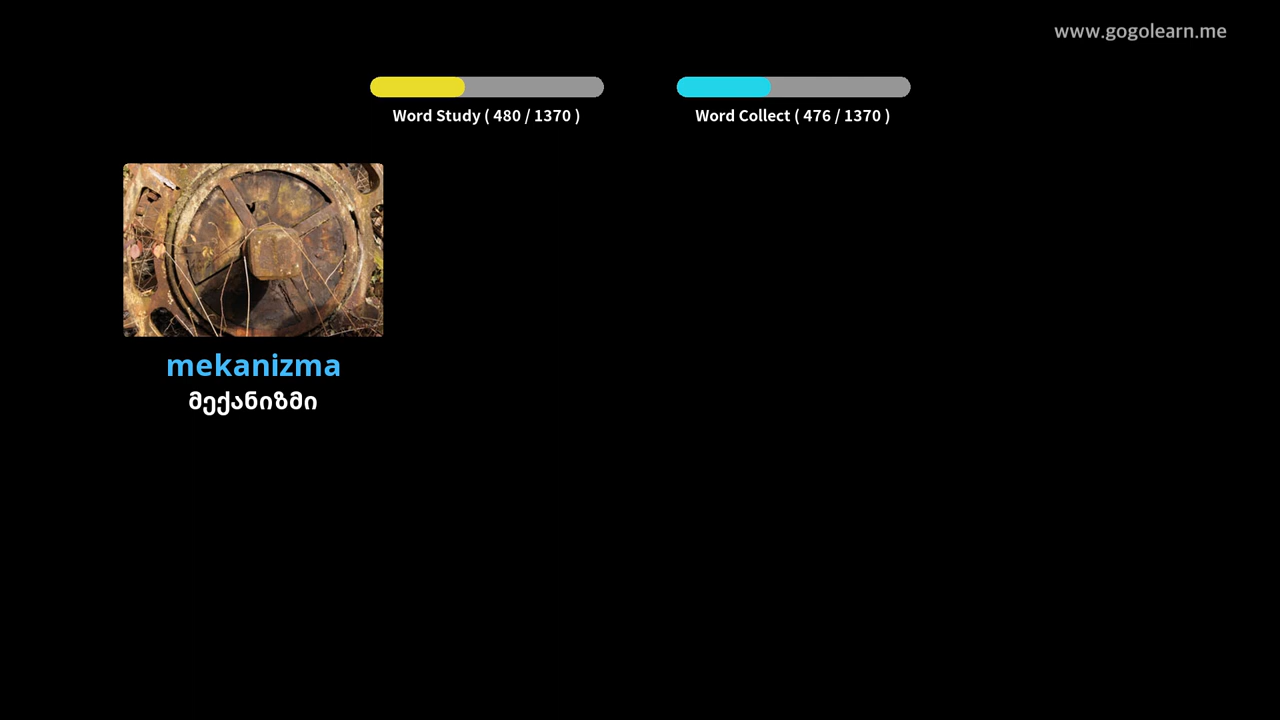 www.gogolearn.me
Word Study ( 480 / 1370 )
Word Collect ( 476 / 1370 )
mekanizma
მექანიზმი